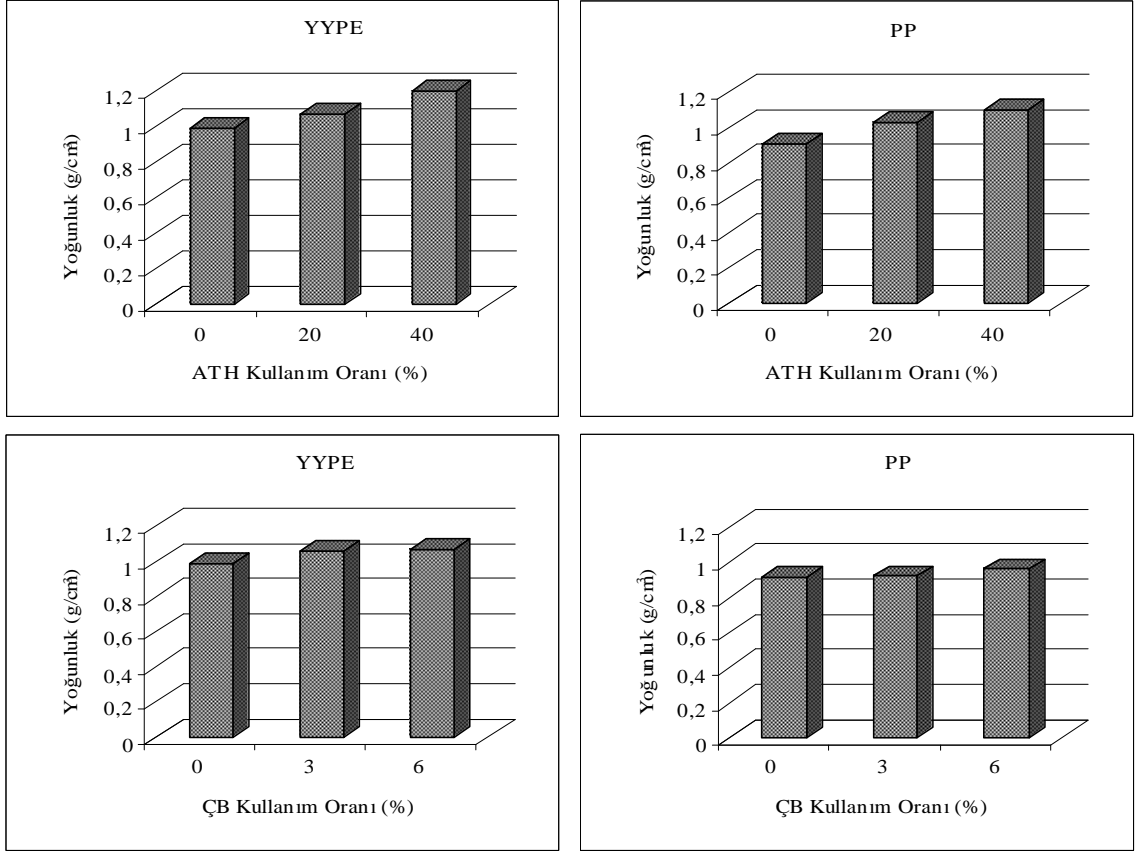 YYPE
Yoğunluk (g/cm³)
1,2
1
0,8
0,6
0,4
0,2
0
0 20 40
ATH Kullanım Oranı (%)
PP
Yoğunluk (g/cm³)
1,2
1
0,8
0,6
0,4
0,2
0
0 20 40
ATH Kullanım Oranı (%)
YYPE
Yoğunluk (g/cm³)
1,2
1
0,8
0,6
0,4
0,2
0
0 3 6
ÇB Kullanım Oranı (%)
PP
Yoğunluk (g/cm³)
1,2
1
0,8
0,6
0,4
0,2
0
0 3 6
ÇB Kullanım Oranı (%)